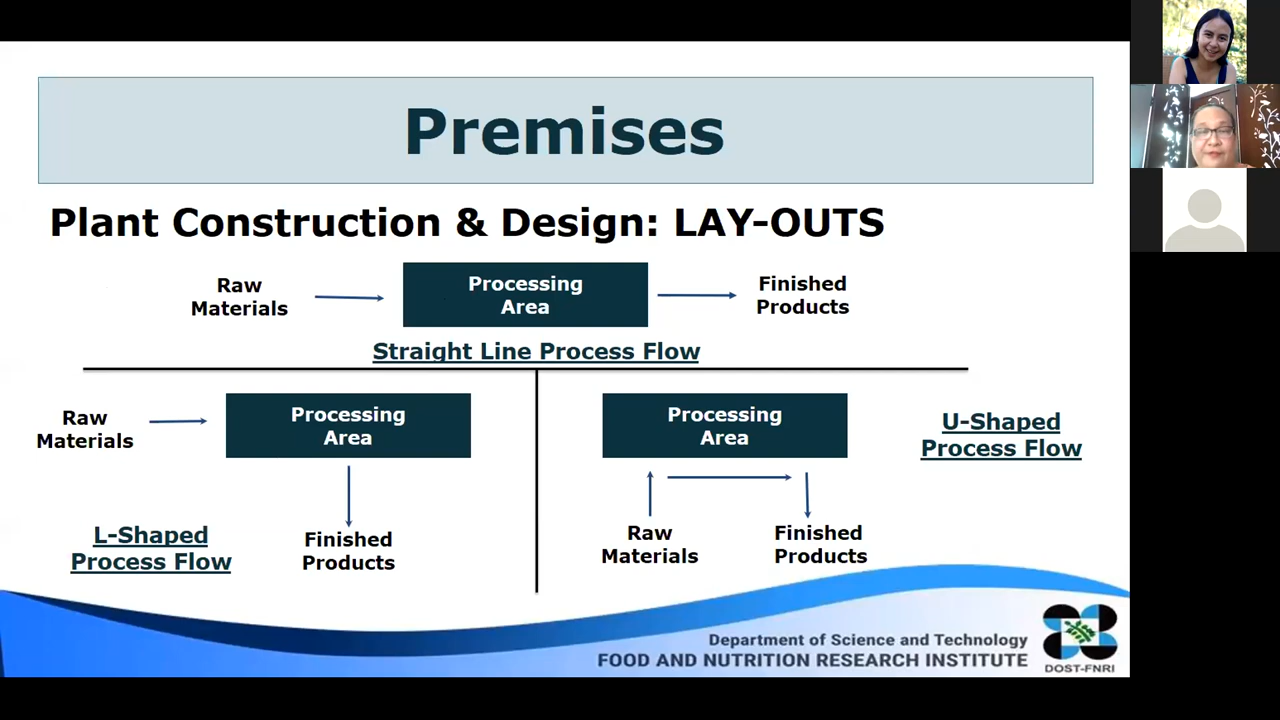 Premises
Plant Construction & Design: LAY-OUTS
Raw
Materials
Processing
Area
Finished
Products
Straight Line Process Flow
Raw
Materials
Processing
Area
L-Shaped
Process Flow
Finished
Products
Processing
Area
U-Shaped
Process Flow
Raw
Materials
Finished
Products
Department of Science and Technology
FOOD AND NUTRITION RESEARCH INSTITUTE
DOST-FNRI